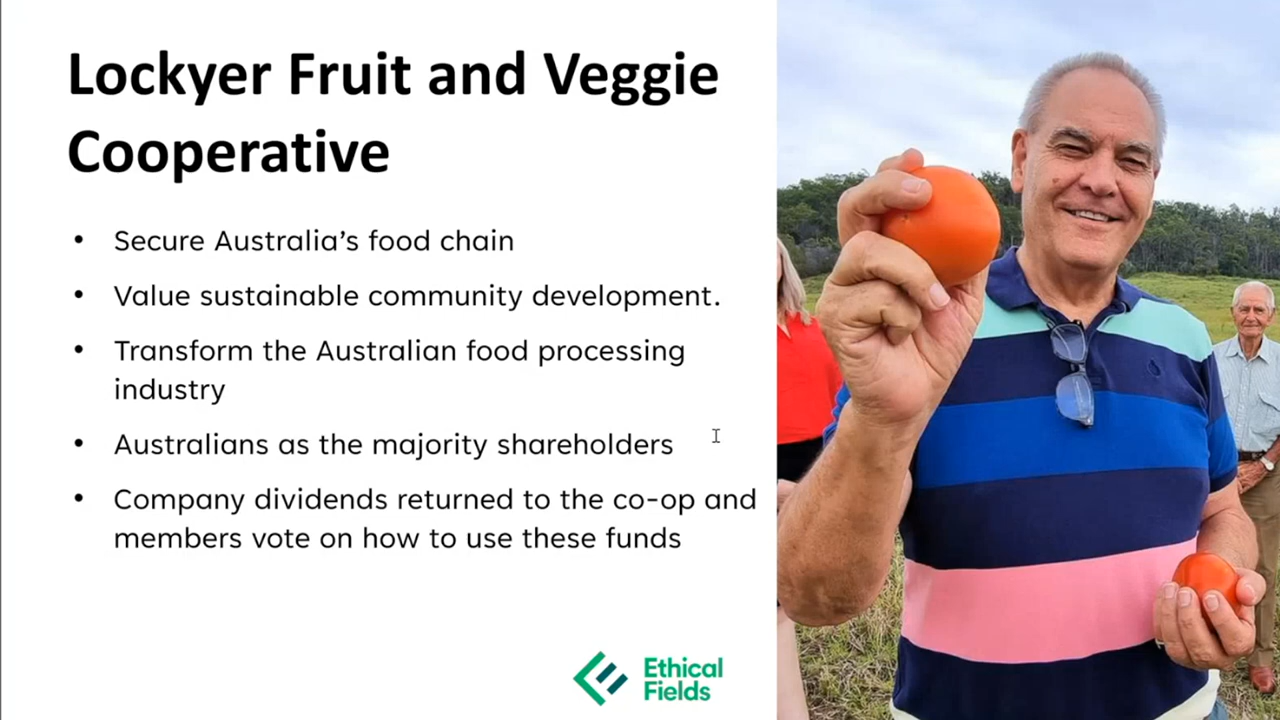 Lockyer Fruit and Veggie
Cooperative
• Secure Australia’s food chain
• Value sustainable community development.
• Transform the Australian food processing
industry
• Australians as the majority shareholders
• Company dividends returned to the co-op and
members vote on how to use these funds
Ethical
Fields